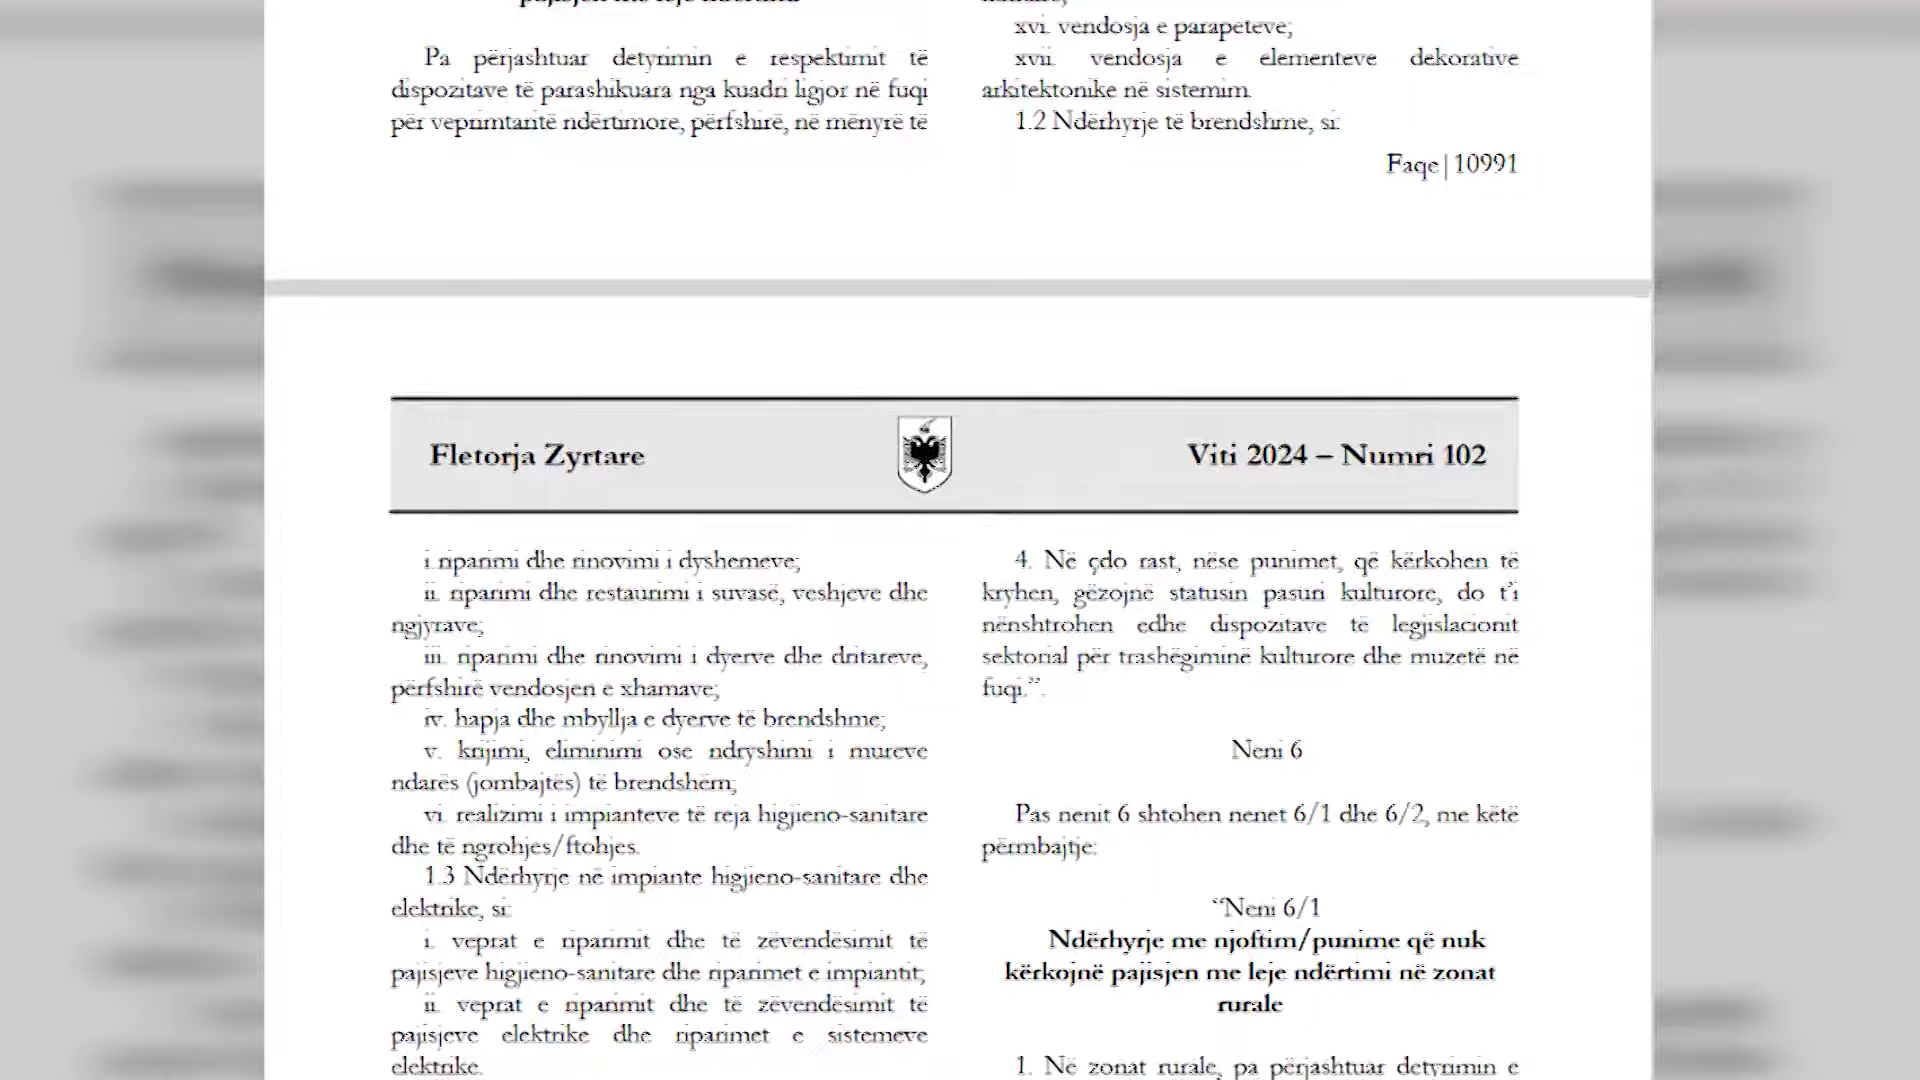 Pa përjashtuar detyrimin e respektimit të
dispozitave të parashikuara nga kuadri ligjor në fuqi
për veprimtaritë ndërtimore, përfshirë, në mënyrë të
xvi. vendosja e parapeteve;
xvii. vendosja e elementeve dekorative
arkitektonike në sistemim.
1.2 Ndërhyrje të brendshme, si:
Faqe|10991
Fletorja Zyrtare
Viti 2024 – Numri 102
i. riparimi dhe rinovimi i dyshemeve;
ii. riparimi dhe restaurimi i suvasë, veshjeve dhe
ngjyrave;
iii. riparimi dhe rinovimi i dyerve dhe dritareve,
përfshirë vendosjen e xhamave;
iv. hapja dhe mbyllja e dyerve të brendshme;
v. krijimi, eliminimi ose ndryshimi i mureve
ndarës (jombajtës) të brendshëm;
vi. realizimi i impianteve të reja higjieno-sanitare
dhe të ngrohjes/ftohjes.
1.3 Ndërhyrje në impiante higjieno-sanitare dhe
elektrike, si:
i. veprat e riparimit dhe të zëvendësimit të
pajisjeve higjieno-sanitare dhe riparimet e impiantit;
ii. veprat e riparimit dhe të zëvendësimit të
pajisjeve elektrike dhe riparimet e sistemeve
elektrike.
4. Në çdo rast, nëse punimet, që kërkohen të
kryhen, gëzojnë statusin pasuri kulturore, do t’i
nënshtrohen edhe dispozitave të legjislacionit
sektorial për trashëgiminë kulturore dhe muzetë në
fuqi.”.
Neni 6
Pas nenit 6 shtohen nenet 6/1 dhe 6/2, me këtë
përmbajtje:
“Neni 6/1
Ndërhyrje me njoftim/punime që nuk
kërkojnë pajisjen me leje ndërtimi në zonat
rurale
1. Në zonat rurale, pa përjashtuar detyrimin e